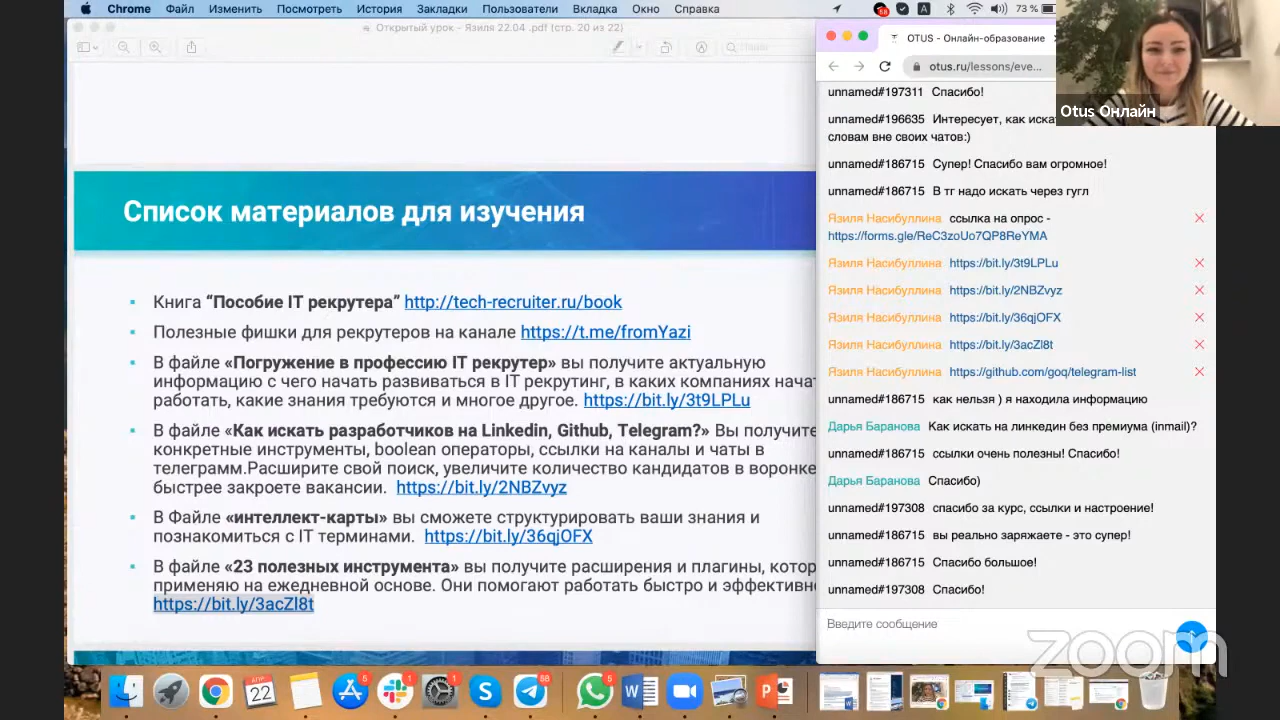 Chrome Файл Изменить Посмотреть История Закладки Пользователи Вкладка Окно Справка 73 %
Открытый урок - Язиля 22.04 .pdf (стр. 20 из 22)
Поиск
OTUS - Онлайн-образование
otus.ru/lessons/eve...
Otus Онлайн
Список материалов для изучения
Книга “Пособие IT рекрутера” http://tech-recruiter.ru/book
Полезные фишки для рекрутеров на канале https://t.me/fromYazi
В файле «Погружение в профессию IT рекрутер» вы получите актуальную
информацию с чего начать развиваться в IT рекрутинг, в каких компаниях начат
работать, какие знания требуются и многое другое. https://bit.ly/3t9LPLu
В файле «Как искать разработчиков на Linkedin, Github, Telegram?» Вы получите
конкретные инструменты, boolean операторы, ссылки на каналы и чаты в
телеграмм.Расширите свой поиск, увеличите количество кандидатов в воронке
быстрее закроете вакансии. https://bit.ly/2NBZvyz
В Файле «интеллект-карты» вы сможете структурировать ваши знания и
познакомиться с IT терминами. https://bit.ly/36qjOFX
В файле «23 полезных инструмента» вы получите расширения и плагины, котор
применяю на ежедневной основе. Они помогают работать быстро и эффективн
https://bit.ly/3acZl8t
unnamed#197311 Спасибо!
unnamed#196635 Интересует, как иска
словам вне своих чатов:)
unnamed#186715 Супер! Спасибо вам огромное!
unnamed#186715 В тг надо искать через гугл
Язиля Насибуллина ссылка на опрос -
https://forms.gle/ReC3zoUo7QP8ReYMA
Язиля Насибуллина https://bit.ly/3t9LPLu
Язиля Насибуллина https://bit.ly/2NBZvyz
Язиля Насибуллина https://bit.ly/36qjOFX
Язиля Насибуллина https://bit.ly/3acZl8t
Язиля Насибуллина https://github.com/goq/telegram-list
unnamed#186715 как нельзя ) я находила информацию
Дарья Баранова Как искать на линкедин без премиума (inmail)?
unnamed#186715 ссылки очень полезны! Спасибо!
Дарья Баранова Спасибо)
unnamed#197308 спасибо за курс, ссылки и настроение!
unnamed#186715 вы реально заряжаете - это супер!
unnamed#186715 Спасибо большое!
unnamed#197308 Спасибо!
Введите сообщение
zoom
АПР
22